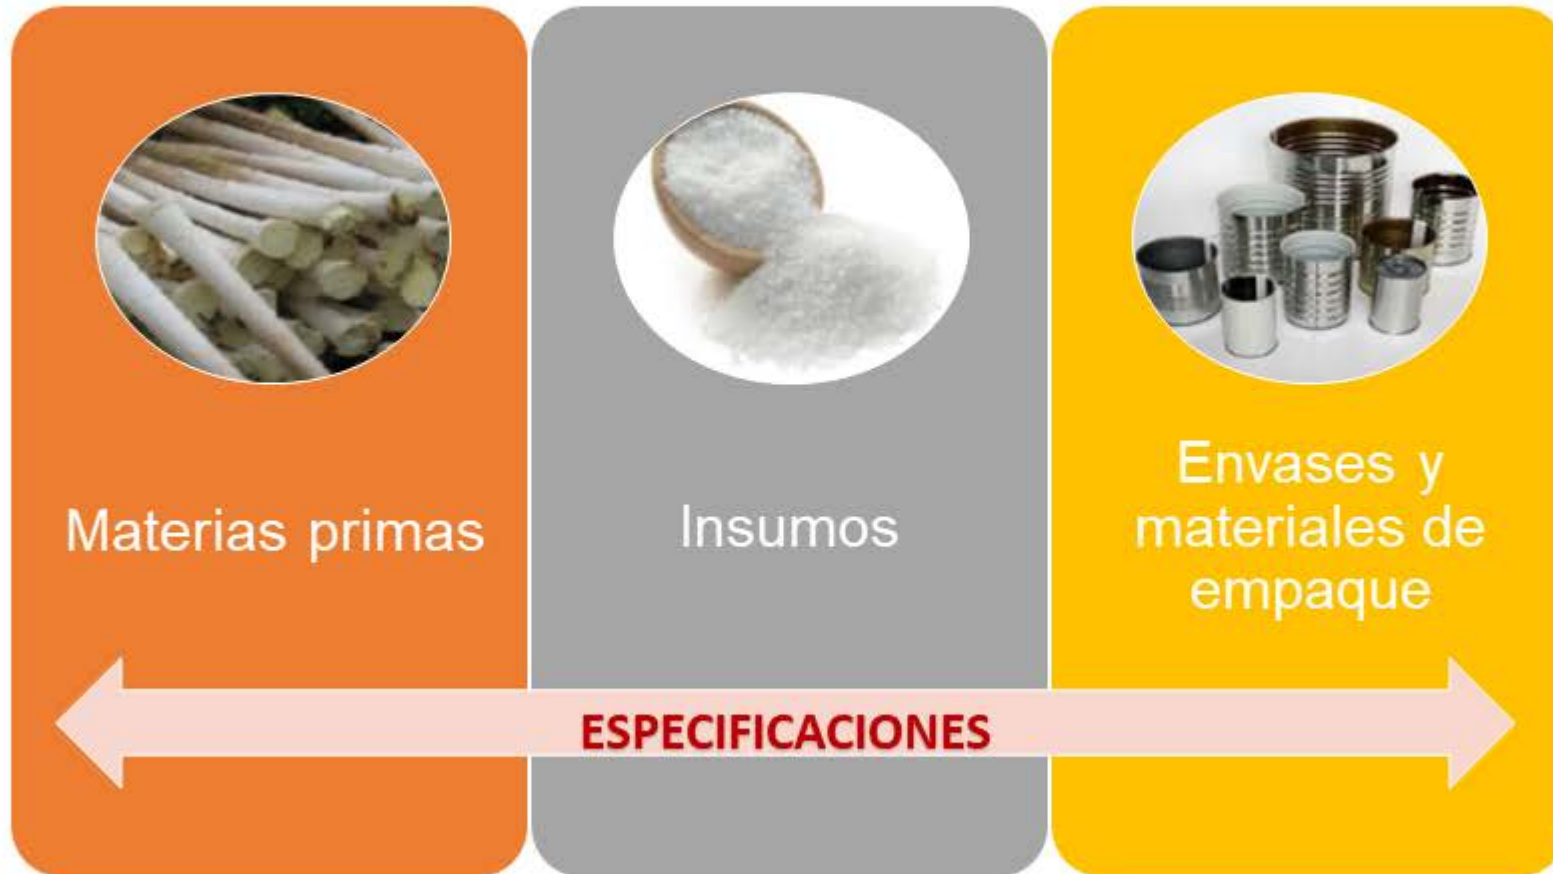 Materias primas
Insumos
Envases y
materiales de
empaque
ESPECIFICACIONES